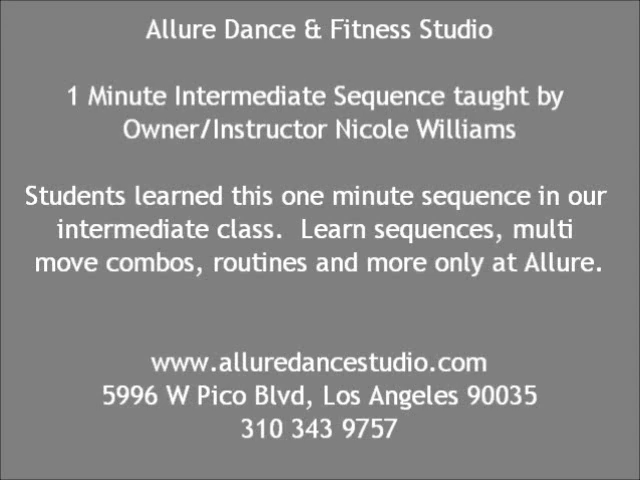 Allure Dance & Fitness Studio
1 Minute Intermediate Sequence taught by
Owner/Instructor Nicole Williams
Students learned this one minute sequence in our
intermediate class.  Learn sequences, multi
move combos, routines and more only at Allure.
www.alluredancestudio.com
5996 W Pico Blvd, Los Angeles 90035
310 343 9757